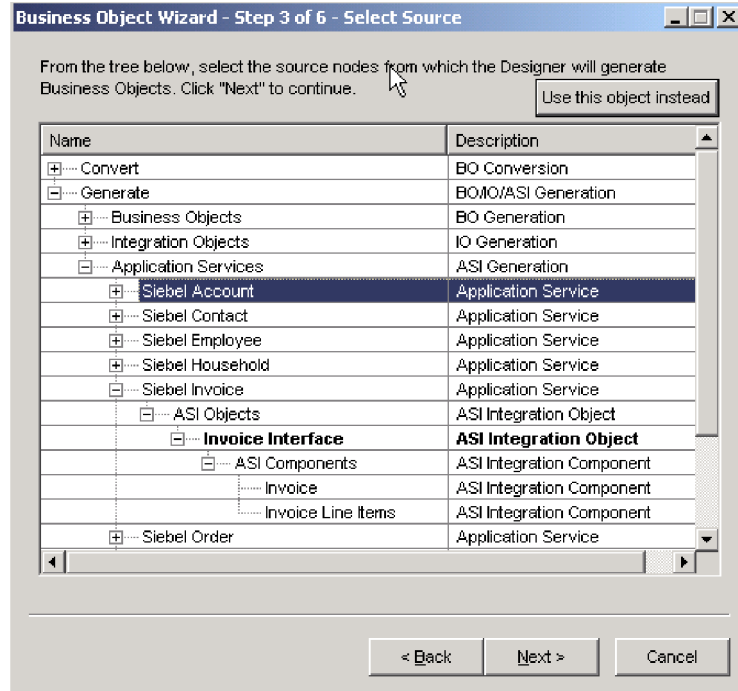 Business Object Wizard - Step 3 of 6 - Select Source
From the tree below, select the source nodes from which the Designer will generate
Business Objects. Click "Next" to continue.
Use this object instead
Name Description
Convert BO Conversion
Generate BO/IO/ASI Generation
Business Objects BO Generation
Integration Objects IO Generation
Application Services ASI Generation
Siebel Account Application Service
Siebel Contact Application Service
Siebel Employee Application Service
Siebel Household Application Service
Siebel Invoice Application Service
ASI Objects ASI Integration Object
Invoice Interface ASI Integration Object
ASI Components ASI Integration Component
Invoice ASI Integration Component
Invoice Line Items ASI Integration Component
Siebel Order Application Service
< Back Next > Cancel